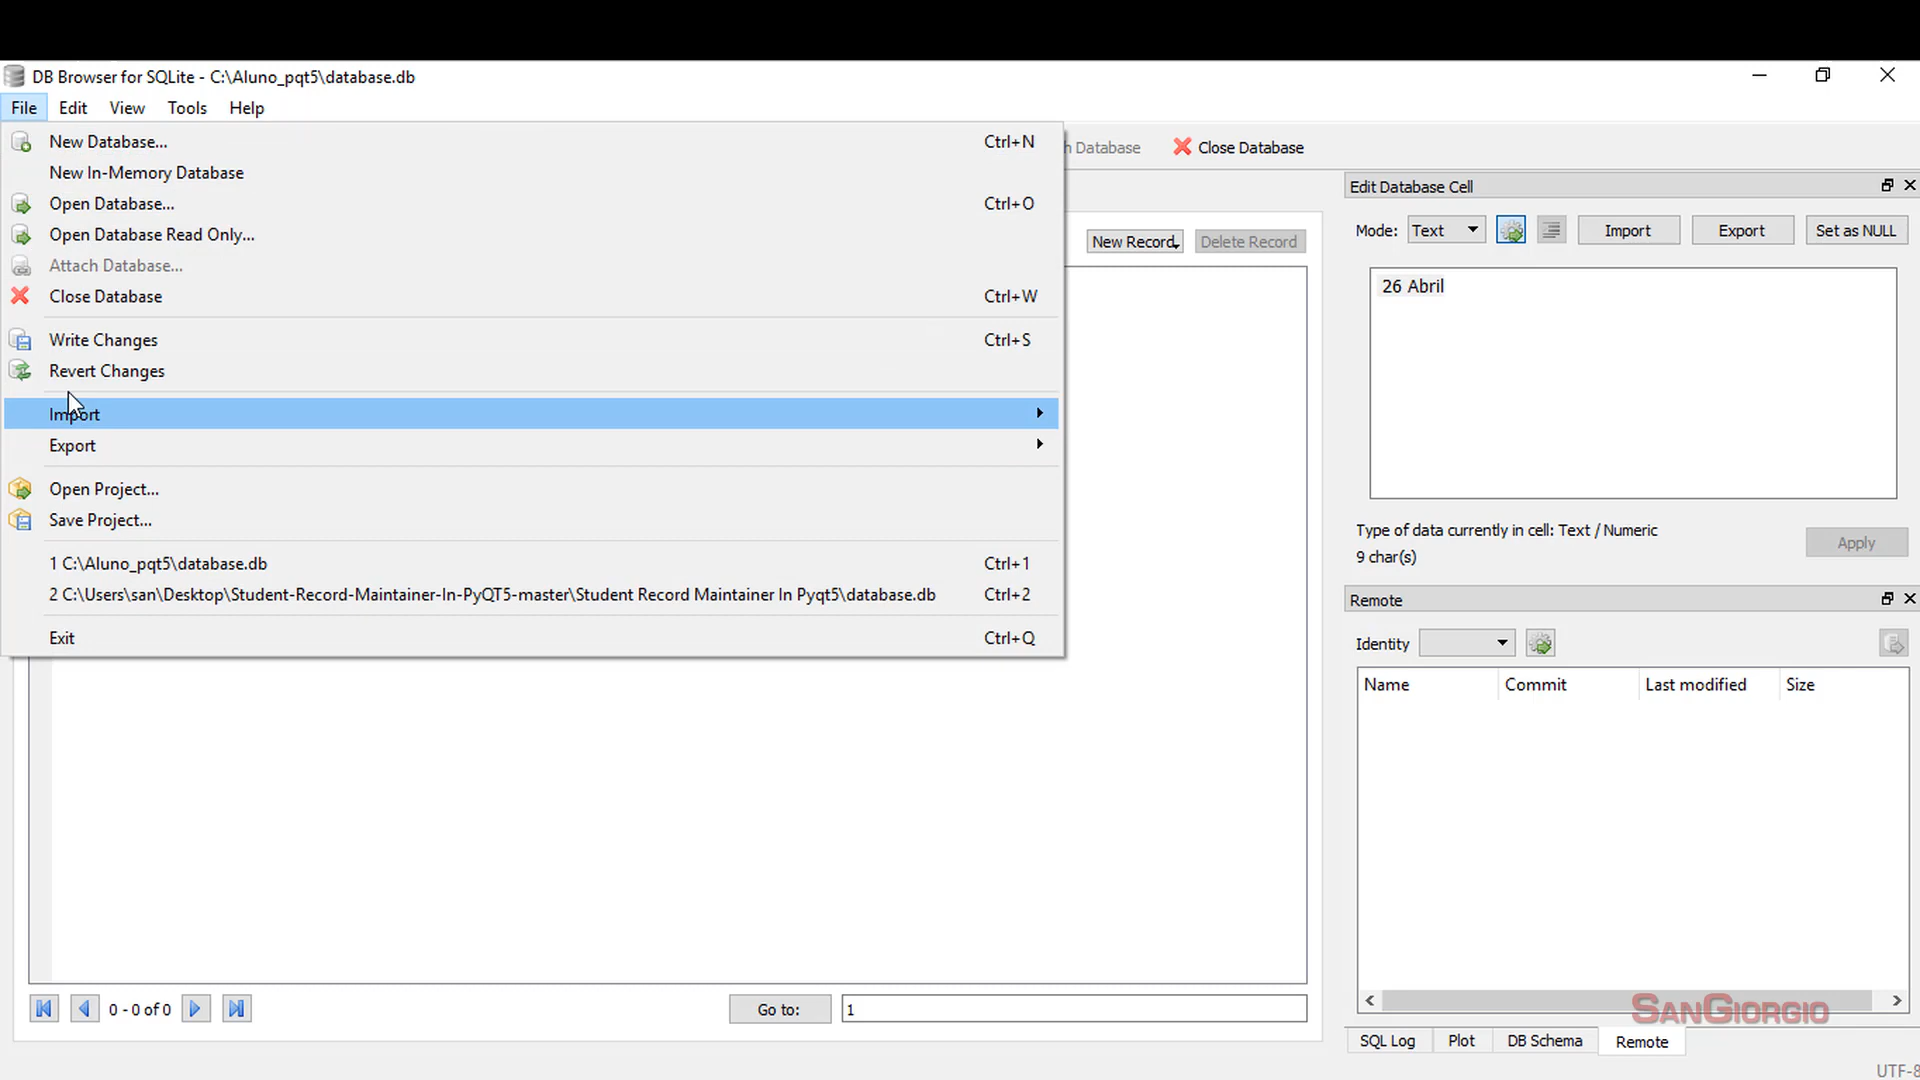 DB Browser for SQLite - C:\Aluno_pqt5\database.db
File Edit View Tools Help
New Database... Ctrl+N
New In-Memory Database
Open Database... Ctrl+O
Open Database Read Only...
Attach Database...
Close Database Ctrl+W
Write Changes Ctrl+S
Revert Changes
Import
Export
Open Project...
Save Project...
1 C:\Aluno_pqt5\database.db Ctrl+1
2 C:\Users\san\Desktop\Student-Record-Maintainer-In-PyQT5-master\Student Record Maintainer In Pyqt5\database.db Ctrl+2
Exit Ctrl+Q
h Database Close Database
New Record Delete Record
0 - 0 of 0 Go to: 1
Edit Database Cell
Mode: Text Import Export Set as NULL
26 Abril
Type of data currently in cell: Text / Numeric
9 char(s)
Apply
Remote
Identity
Name Commit Last modified Size
SANGIORGIO
SQL Log Plot DB Schema Remote
UTF-8